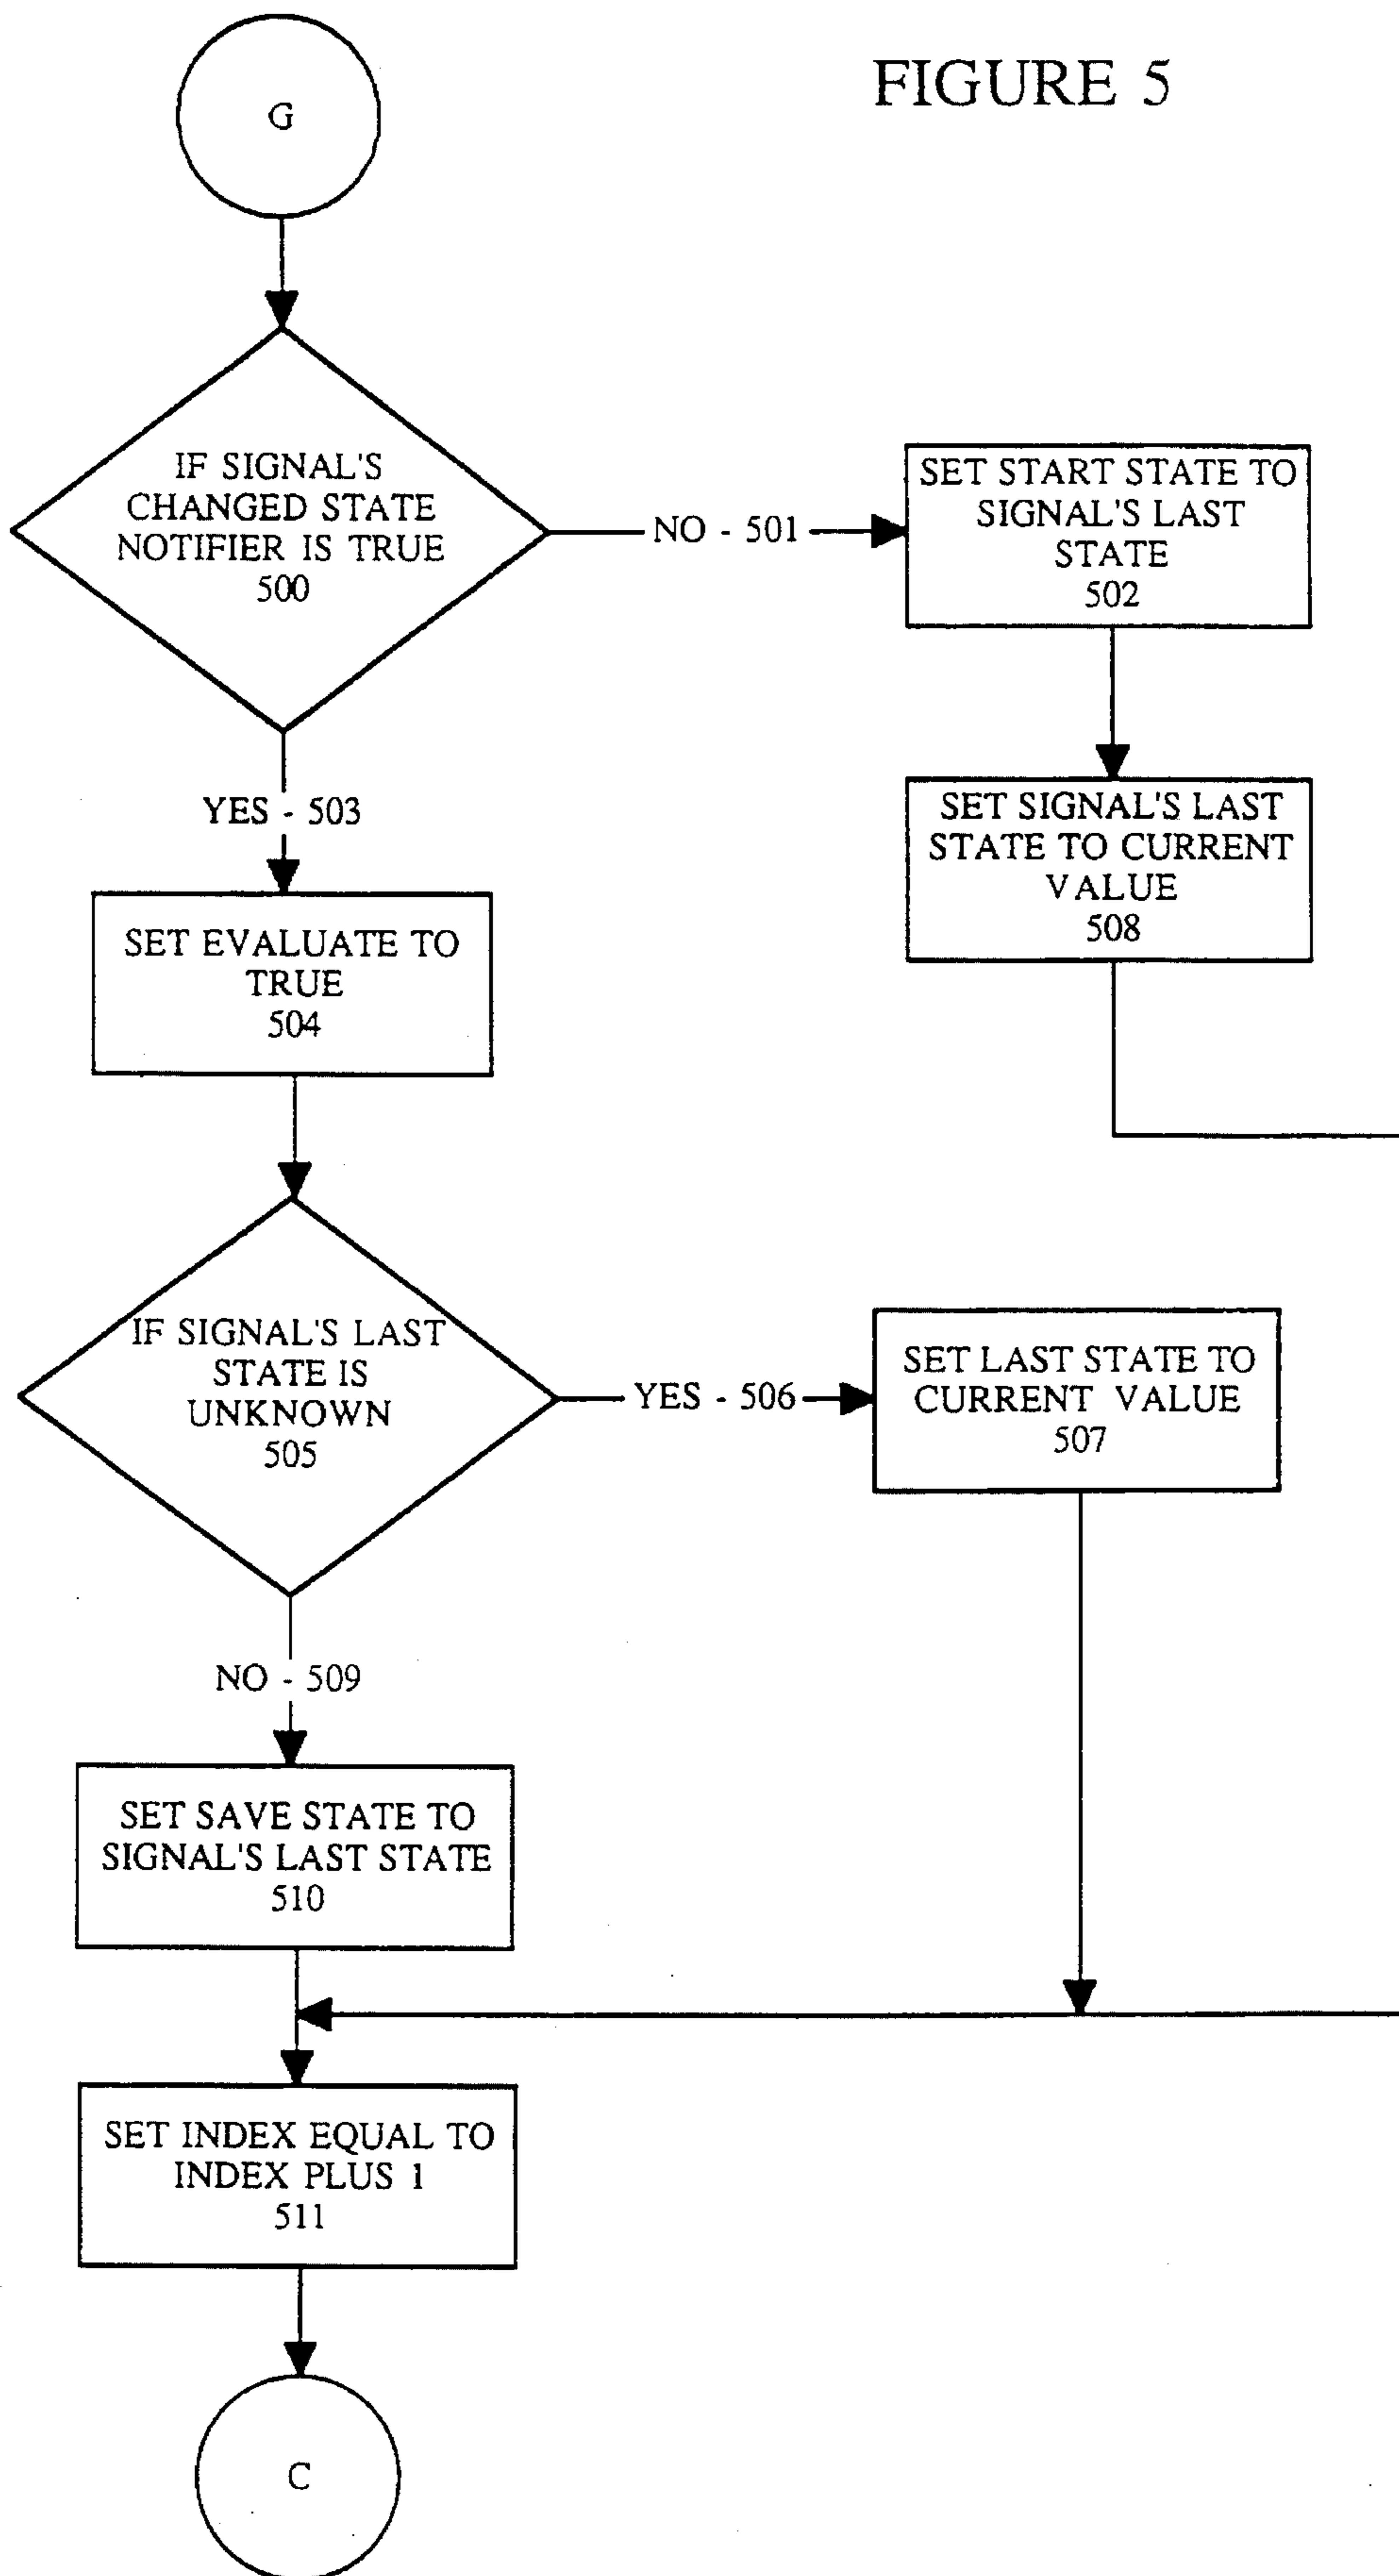 FIGURE 5
G
IF SIGNAL'S
CHANGED STATE
NOTIFIER IS TRUE
500
NO - 501
SET START STATE TO
SIGNAL'S LAST
STATE
502
YES - 503
SET SIGNAL'S LAST
STATE TO CURRENT
VALUE
508
SET EVALUATE TO
TRUE
504
IF SIGNAL'S LAST
STATE IS
UNKNOWN
505
YES - 506
SET LAST STATE TO
CURRENT VALUE
507
NO - 509
SET SAVE STATE TO
SIGNAL'S LAST STATE
510
SET INDEX EQUAL TO
INDEX PLUS 1
511
C